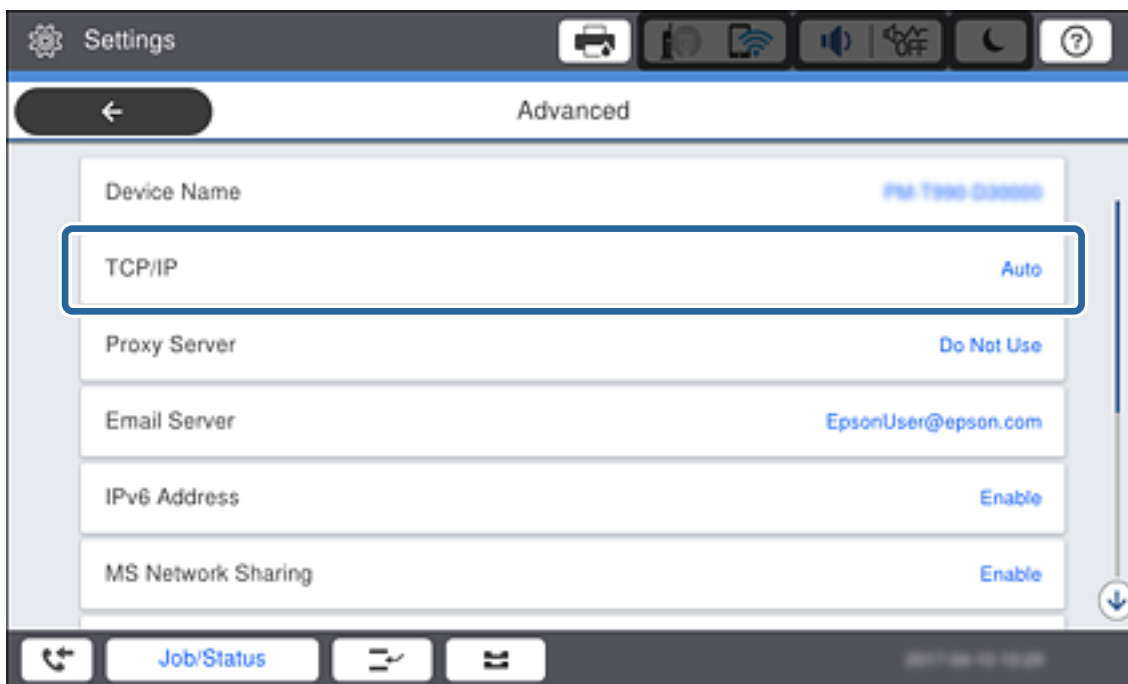 Settings
OFF
?
Advanced
Device Name
TCP/IP Auto
Proxy Server Do Not Use
Email Server EpsonUser@epson.com
IPv6 Address Enable
MS Network Sharing Enable
Job/Status